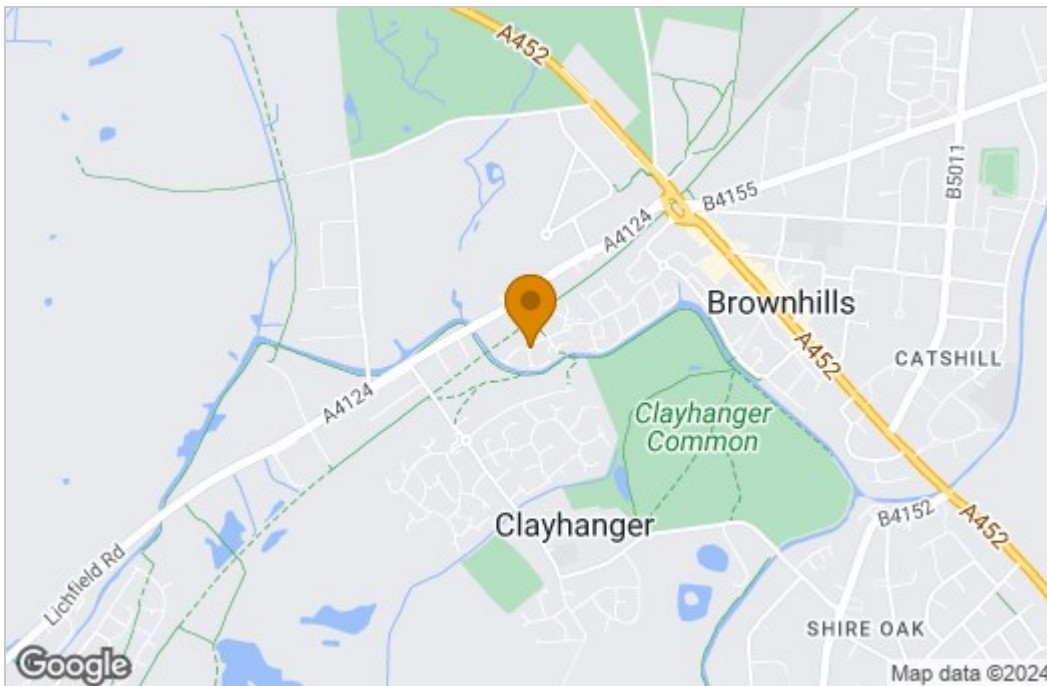 A452
B5011
B4155
A4124
Brownhills
A452
CATSHILL
A4124
Clayhanger
Common
Clayhanger
B4152
A452
Lichfield Rd
SHIRE OAK
Google
Map data ©2024